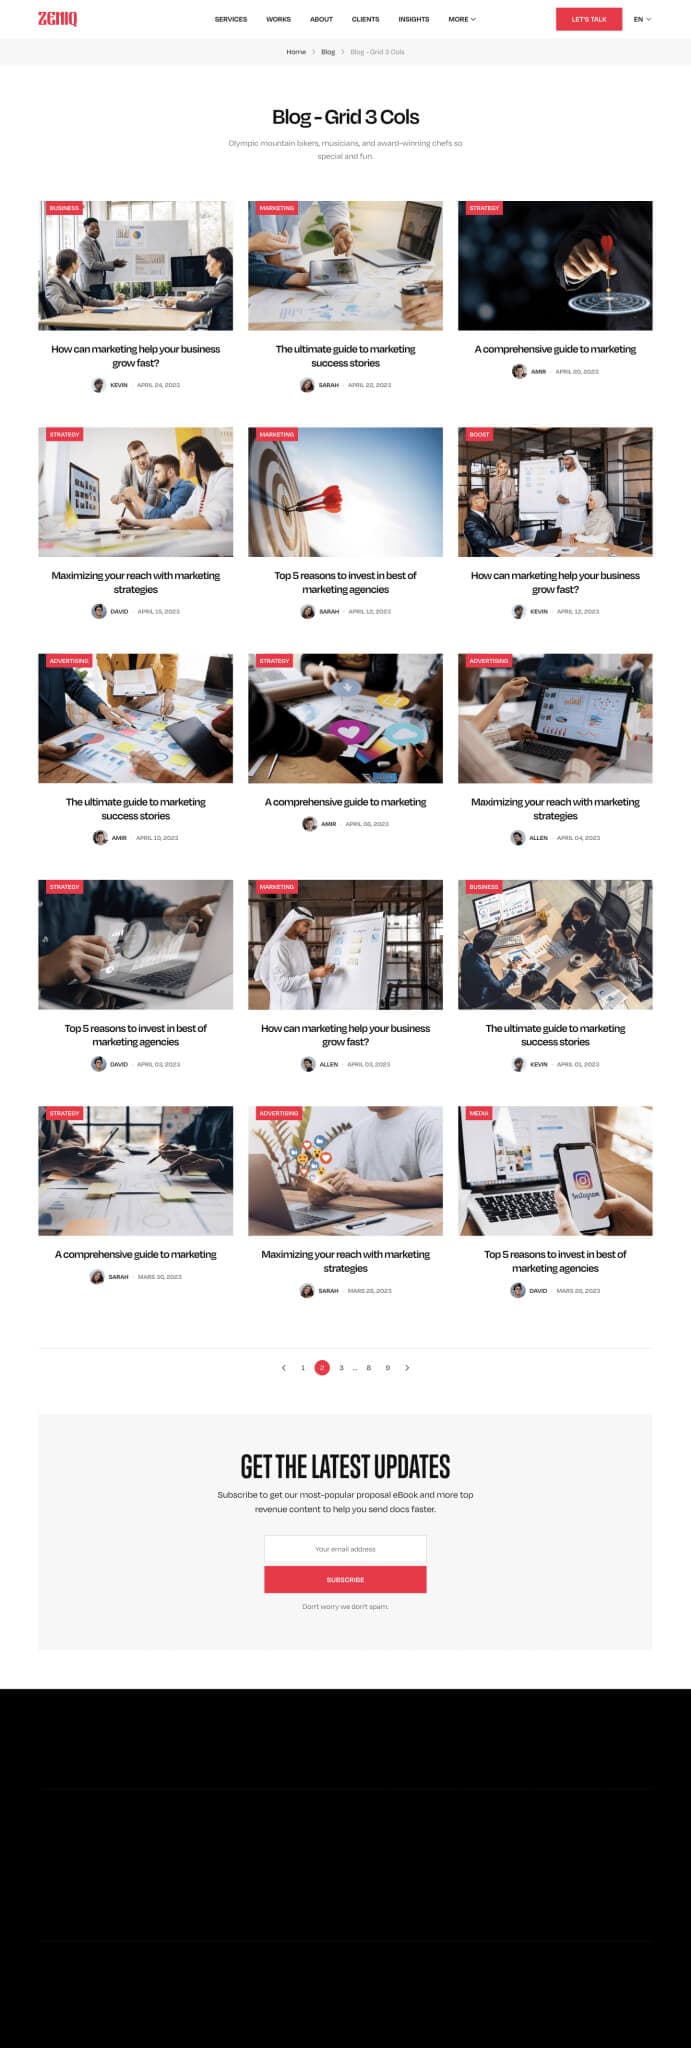 ZEMIQ
SERVICES WORKS ABOUT CLIENTS INSIGHTS MORE
LET'S TALK
EN
Home > Blog > Blog - Grid 3 Cols
Blog - Grid 3 Cols
Olympic mountain bikers, musicians, and award-winning chefs so
special and fun.
BUSINESS
How can marketing help your business
grow fast?
KEVIN · APRIL 24, 2023
MARKETING
The ultimate guide to marketing
success stories
SARAH · APRIL 22, 2023
STRATEGY
A comprehensive guide to marketing
AMIR · APRIL 20, 2023
STRATEGY
Maximizing your reach with marketing
strategies
DAVID · APRIL 15, 2023
MARKETING
Top 5 reasons to invest in best of
marketing agencies
SARAH · APRIL 12, 2023
BOOST
How can marketing help your business
grow fast?
KEVIN · APRIL 12, 2023
ADVERTISING
The ultimate guide to marketing
success stories
AMIR · APRIL 10, 2023
STRATEGY
A comprehensive guide to marketing
AMIR · APRIL 06, 2023
ADVERTISING
Maximizing your reach with marketing
strategies
ALLEN · APRIL 04, 2023
STRATEGY
Top 5 reasons to invest in best of
marketing agencies
DAVID · APRIL 03, 2023
MARKETING
How can marketing help your business
grow fast?
ALLEN · APRIL 03, 2023
BUSINESS
The ultimate guide to marketing
success stories
KEVIN · APRIL 01, 2023
STRATEGY
A comprehensive guide to marketing
SARAH · MARS 30, 2023
ADVERTISING
Maximizing your reach with marketing
strategies
SARAH · MARS 28, 2023
MEDIA
Instagram
Top 5 reasons to invest in best of
marketing agencies
DAVID · MARS 28, 2023
1 2 3 ... 8 9
GET THE LATEST UPDATES
Subscribe to get our most-popular proposal eBook and more top
revenue content to help you send docs faster.
Your email address
SUBSCRIBE
Don't worry we don't spam.